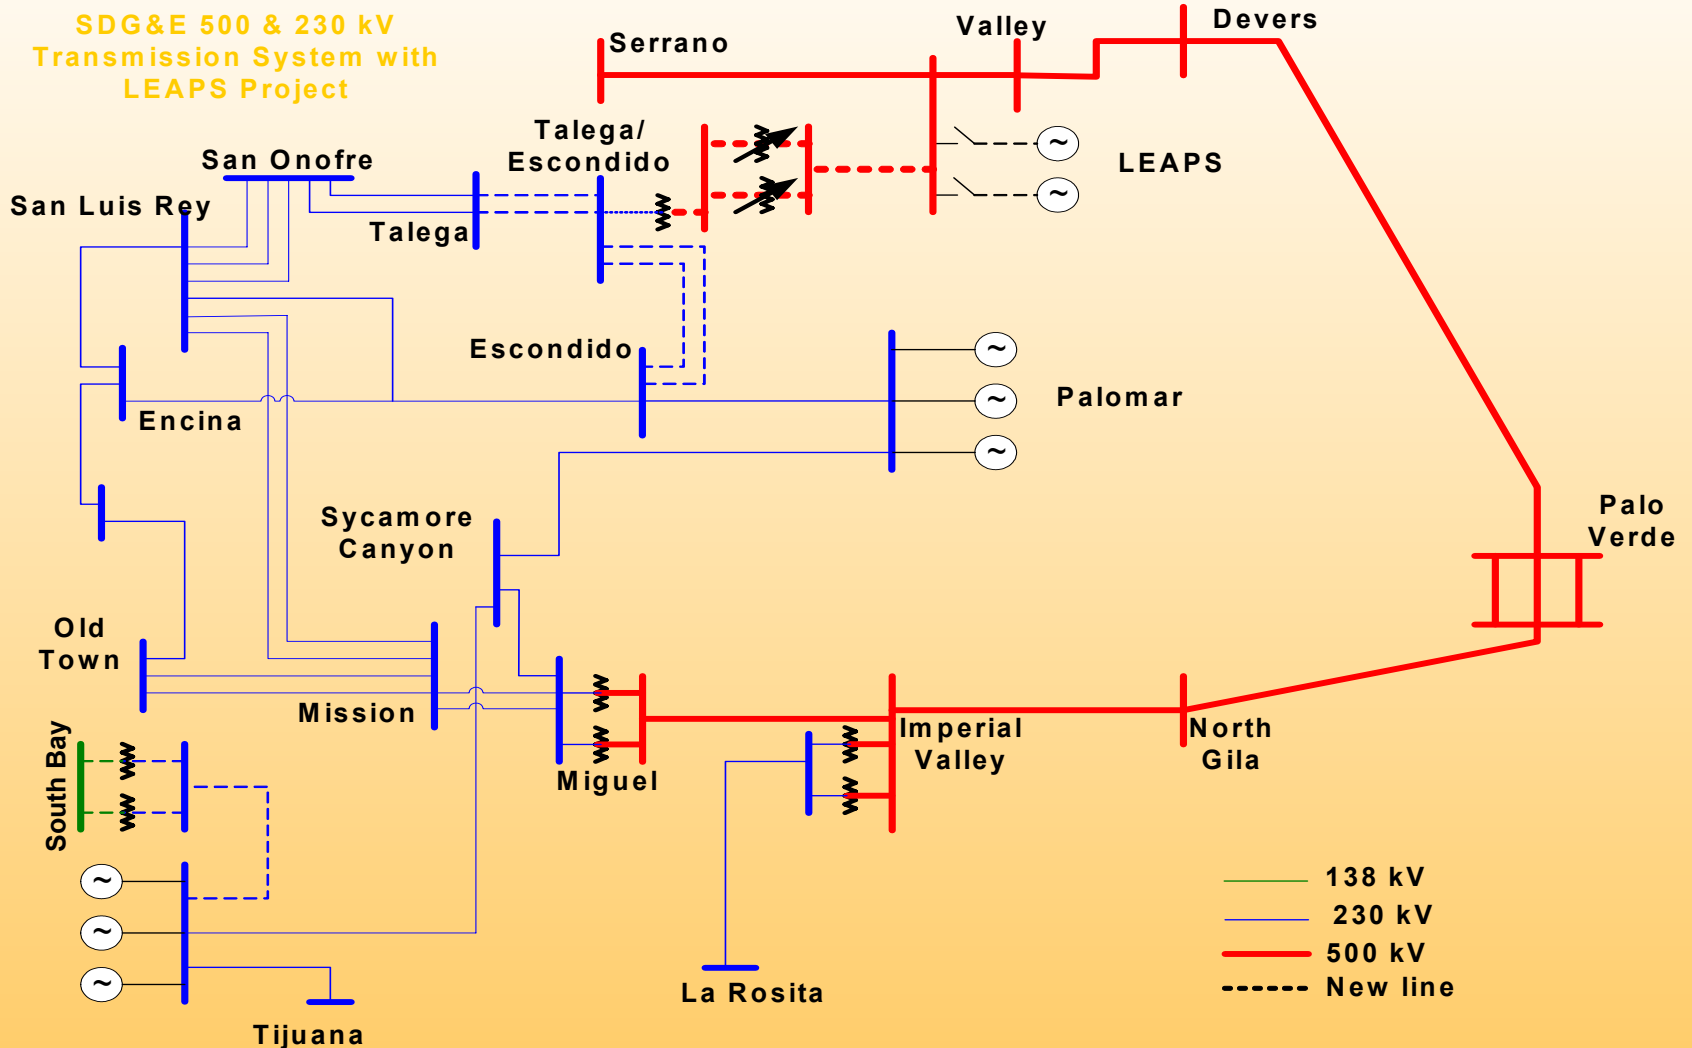 SDG&E 500 & 230 kV
Transmission System with
LEAPS Project
Serrano
Valley
Devers
Talega/
Escondido
San Onofre
LEAPS
San Luis Rey
Talega
Escondido
Palomar
Encina
Sycamore
Canyon
Palo
Verde
Old
Town
Mission
Imperial
Valley
North
Gila
Miguel
South Bay
~
~
~
~
~
~
~
~
La Rosita
Tijuana
138 kV
230 kV
500 kV
New line